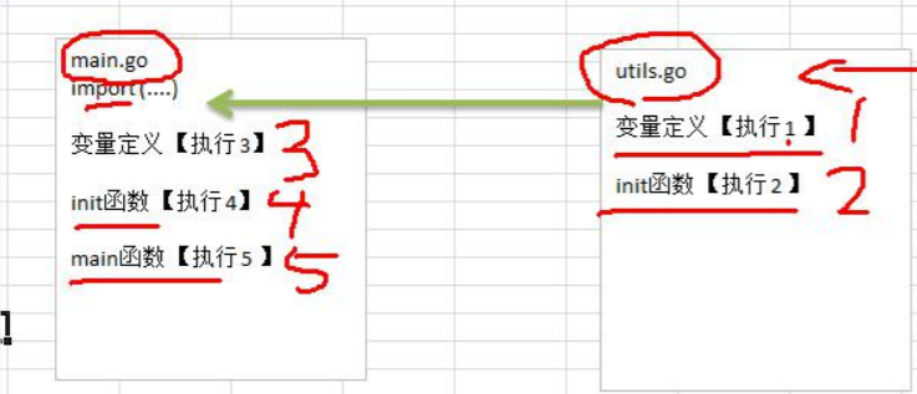 main.go
import (....)
变量定义【执行3】 3
init函数【执行4】 4
main函数【执行5 】 5
utils.go
变量定义【执行1 】 1
init函数【执行2 】 2